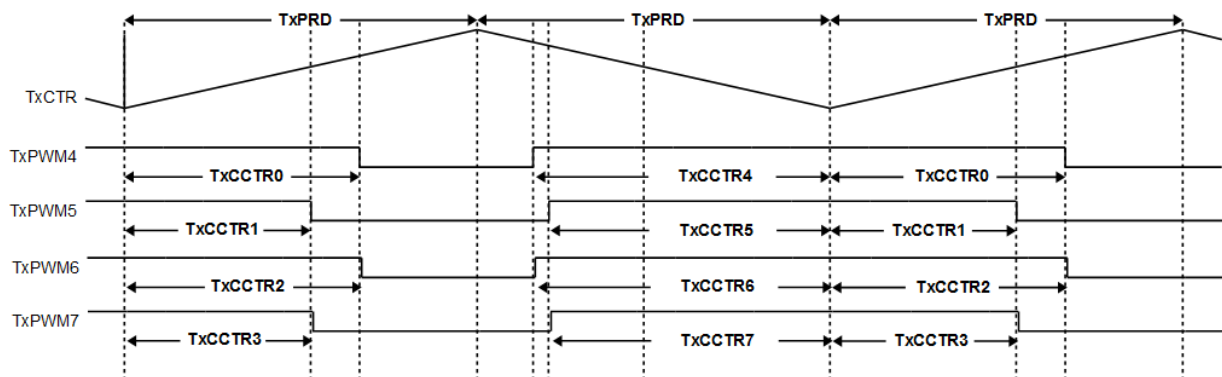 TxPRD TxPRD TxPRD
TxCTR
TxPWM4
TxCCTR0 TxCCTR4 TxCCTR0
TxPWM5
TxCCTR1 TxCCTR5 TxCCTR1
TxPWM6
TxCCTR2 TxCCTR6 TxCCTR2
TxPWM7
TxCCTR3 TxCCTR7 TxCCTR3